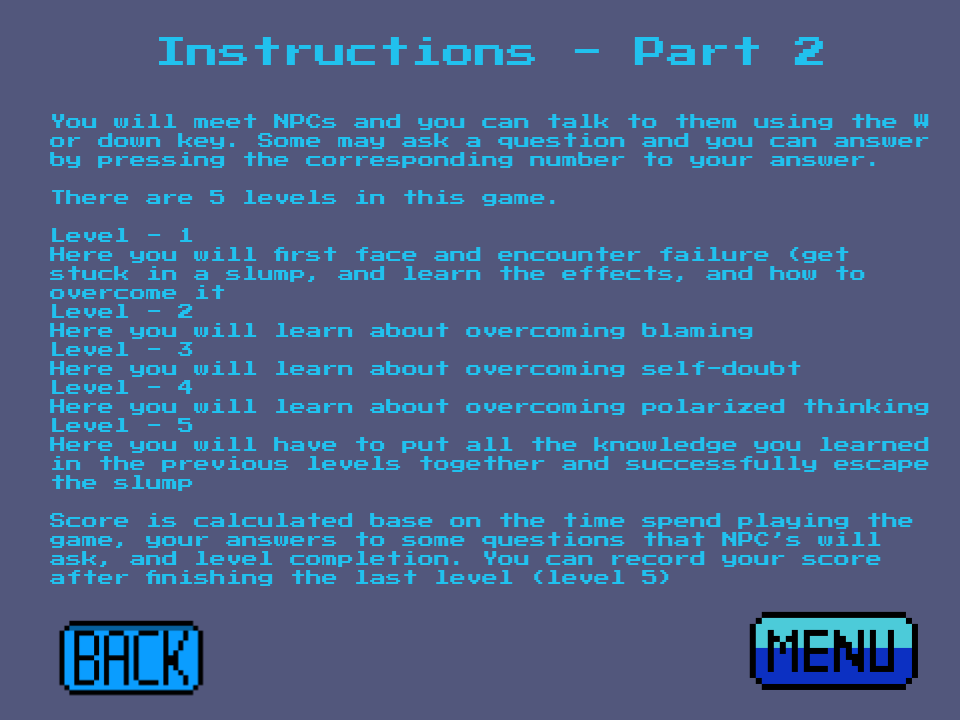 Instructions - Part 2
You will meet NPCs and you can talk to them using the W
or down key. Some may ask a question and you can answer
by pressing the corresponding number to your answer.
There are 5 levels in this game.
Level - 1
Here you will first face and encounter failure (get
stuck in a slump, and learn the effects, and how to
overcome it
Level - 2
Here you will learn about overcoming blaming
Level - 3
Here you will learn about overcoming self-doubt
Level - 4
Here you will learn about overcoming polarized thinking
Level - 5
Here you will have to put all the knowledge you learned
in the previous levels together and successfully escape
the slump
Score is calculated base on the time spend playing the
game, your answers to some questions that NPC's will
ask, and level completion. You can record your score
after finishing the last level (level 5)
BACK
MENU